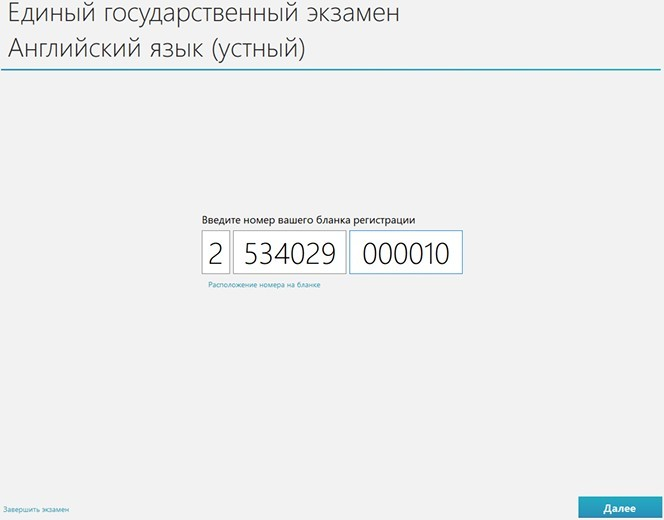 Единый государственный экзамен
Английский язык (устный)
Введите номер вашего бланка регистрации
2 534029 000010
Расположение номера на бланке
Завершить экзамен
Далее